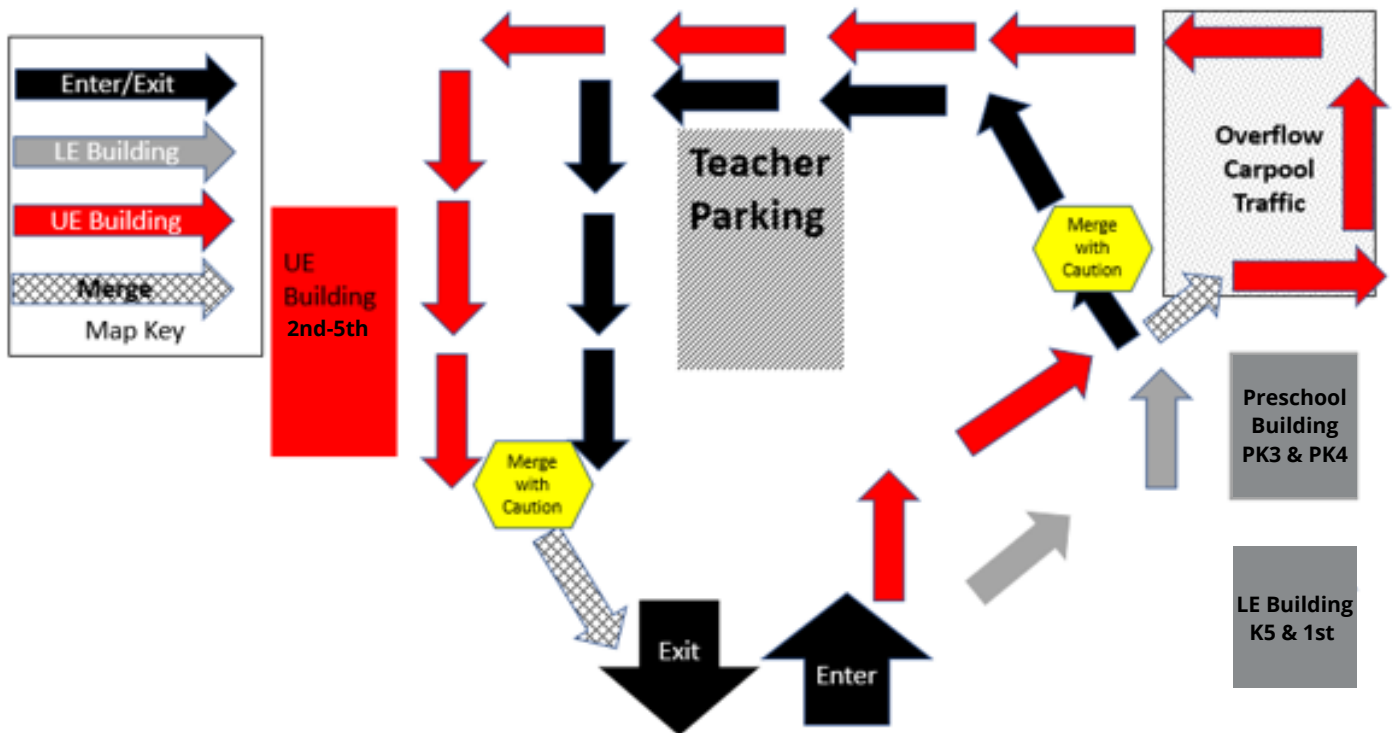 Enter/Exit
LE Building
UE Building
Merge
Map Key
UE
Building
2nd-5th
Teacher
Parking
Overflow
Carpool
Traffic
Merge
with
Caution
Preschool
Building
PK3 & PK4
Merge
with
Caution
LE Building
K5 & 1st
Exit
Enter